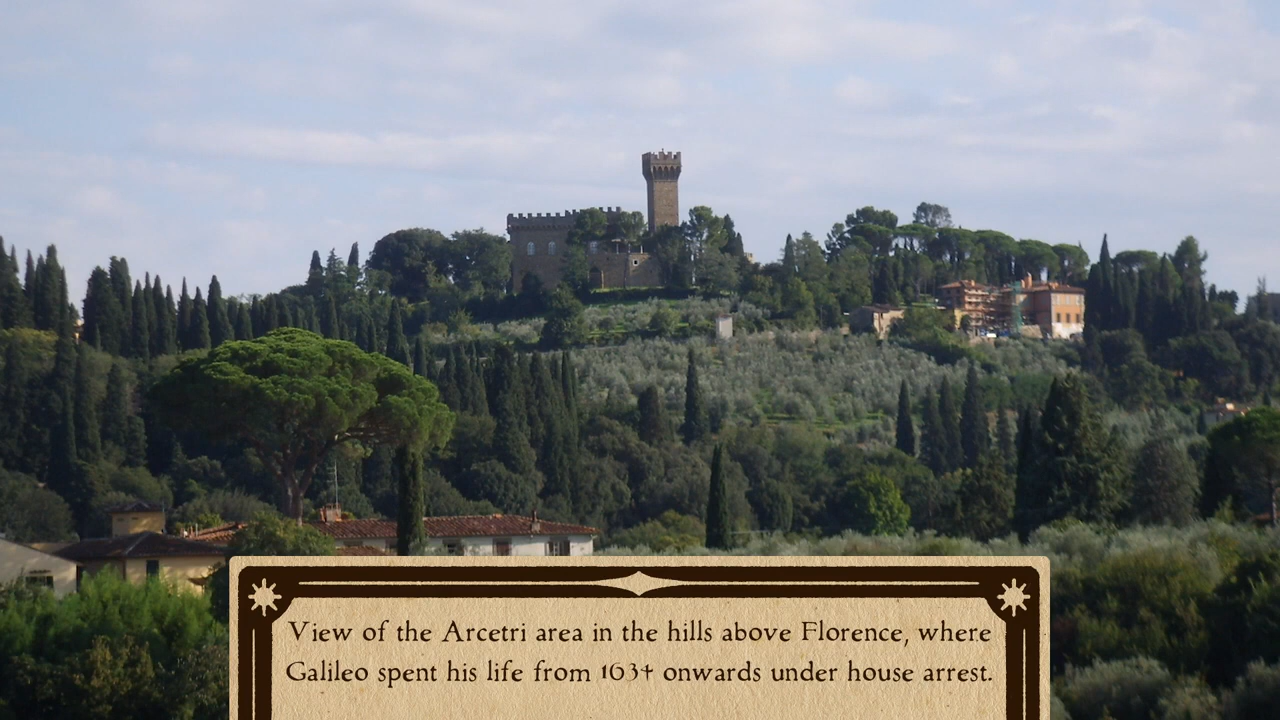 View of the Arcetri area in the hills above Florence, where
Galileo spent his life from 1634 onwards under house arrest.